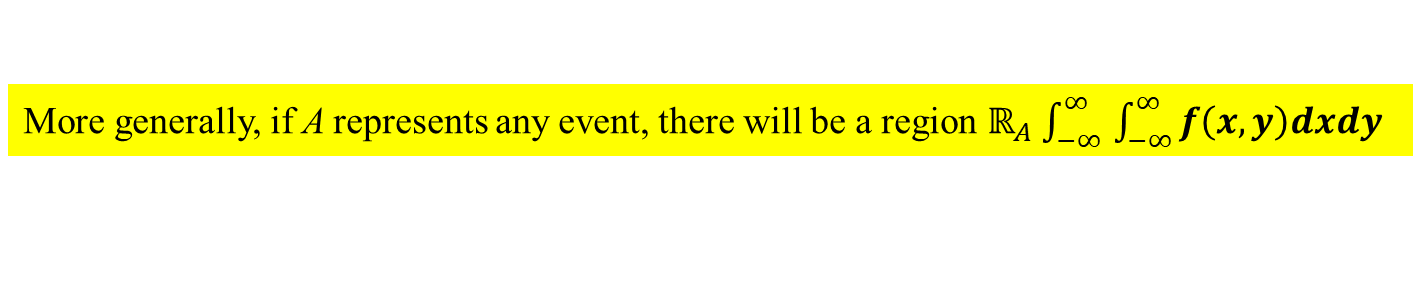 More generally, if A represents any event, there will be a region ℝ_A ∫_{-∞}^{∞} ∫_{-∞}^{∞} f(x,y)dxdy